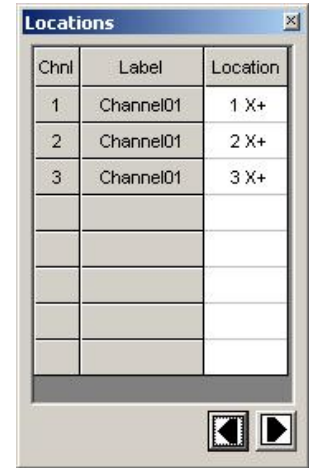 Locations
Chnl Label Location
1 Channel01 1 X+
2 Channel01 2 X+
3 Channel01 3 X+